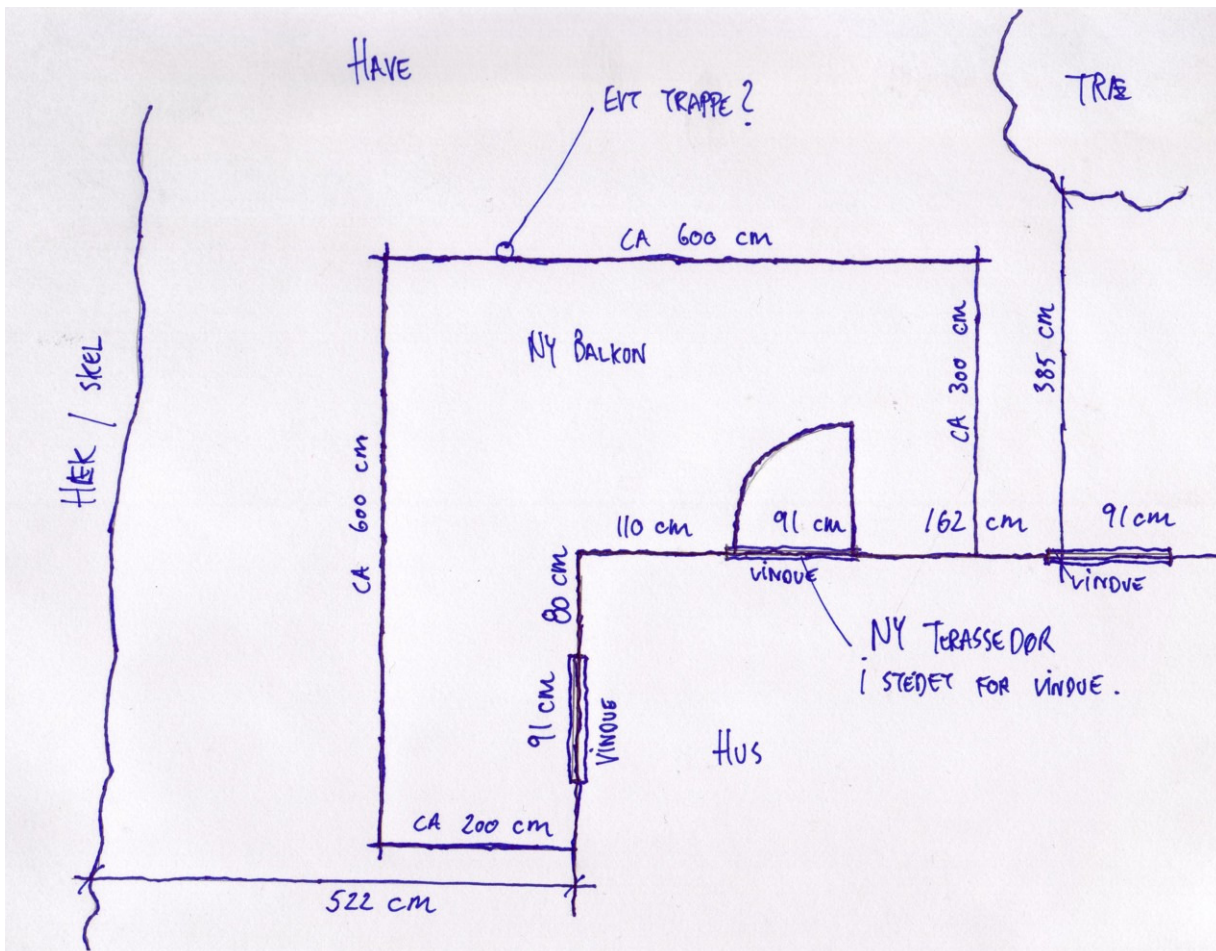 HAVE
EVT TRAPPE?
TRÆ
CA 600 cm
NY BALKON
HÆK / SKEL
CA 600 cm
CA 300 cm
385 cm
110 cm
91 cm
162 cm
91 cm
VINDUE
VINDUE
80 cm
91 cm
VINDUE
NY TERASSEDØR
i STEDET FOR VINDUE.
HUS
CA 200 cm
522 cm